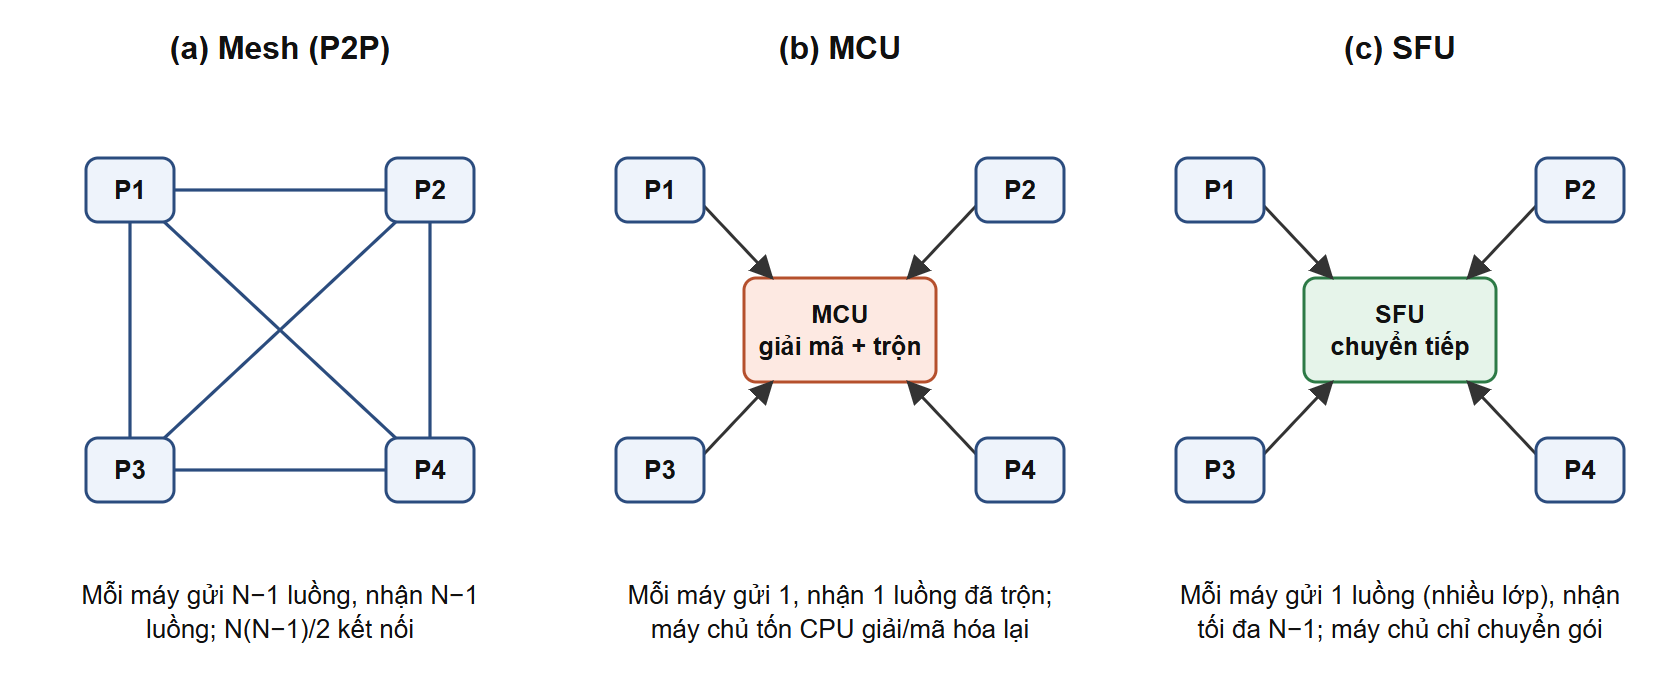 (a) Mesh (P2P)
(b) MCU
(c) SFU
P1
P2
P3
P4
Mỗi máy gửi N−1 luồng, nhận N−1
luồng; N(N−1)/2 kết nối
P1
P2
MCU
giải mã + trộn
P3
P4
Mỗi máy gửi 1, nhận 1 luồng đã trộn;
máy chủ tốn CPU giải/mã hóa lại
P1
P2
SFU
chuyển tiếp
P3
P4
Mỗi máy gửi 1 luồng (nhiều lớp), nhận
tối đa N−1; máy chủ chỉ chuyển gói